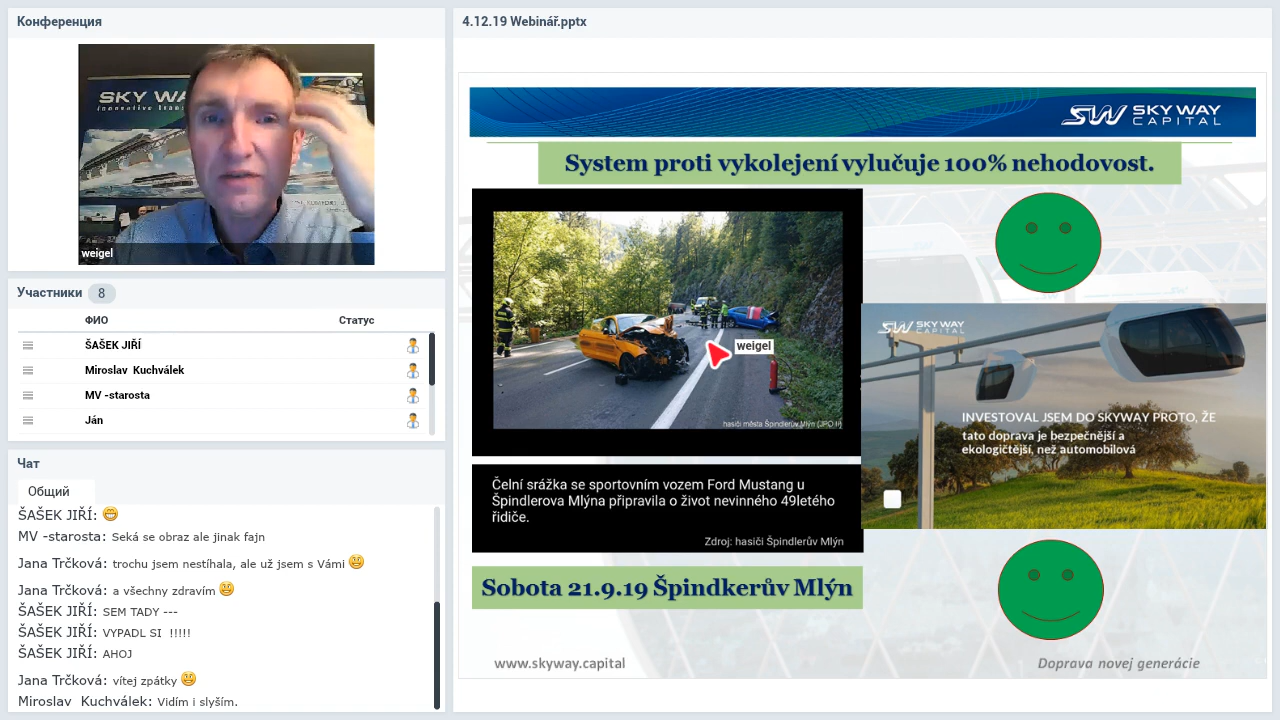 Конференция
SKY WA
weigel
Участники 8
ФИО Статус
ŠAŠEK JIŘÍ
Miroslav Kuchválek
MV -starosta
Ján
Чат
Общий
ŠAŠEK JIŘÍ:
MV -starosta: Seká se obraz ale jinak fajn
Jana Trčková: trochu jsem nestíhala, ale už jsem s Vámi
Jana Trčková: a všechny zdravím
ŠAŠEK JIŘÍ: SEM TADY ---
ŠAŠEK JIŘÍ: VYPADL SI !!!!!
ŠAŠEK JIŘÍ: AHOJ
Jana Trčková: vítej zpátky
Miroslav Kuchválek: Vidím i slyším.
4.12.19 Webinář.pptx
SW SKY WAY
CAPITAL
System proti vykolejení vylučuje 100% nehodovost.
weigel
hasiči města Špindlerův Mlýn (JPO II)
Čelní srážka se sportovním vozem Ford Mustang u
Špindlerova Mlýna připravila o život nevinného 49letého
řidiče.
Zdroj: hasiči Špindlerův Mlýn
Sobota 21.9.19 Špindkerův Mlýn
SW SKY WAY
CAPITAL
INVESTOVAL JSEM DO SKYWAY PROTO, ŽE
tato doprava je bezpečnější a
ekologičtější, než automobilová
www.skyway.capital
Doprava novej generácie